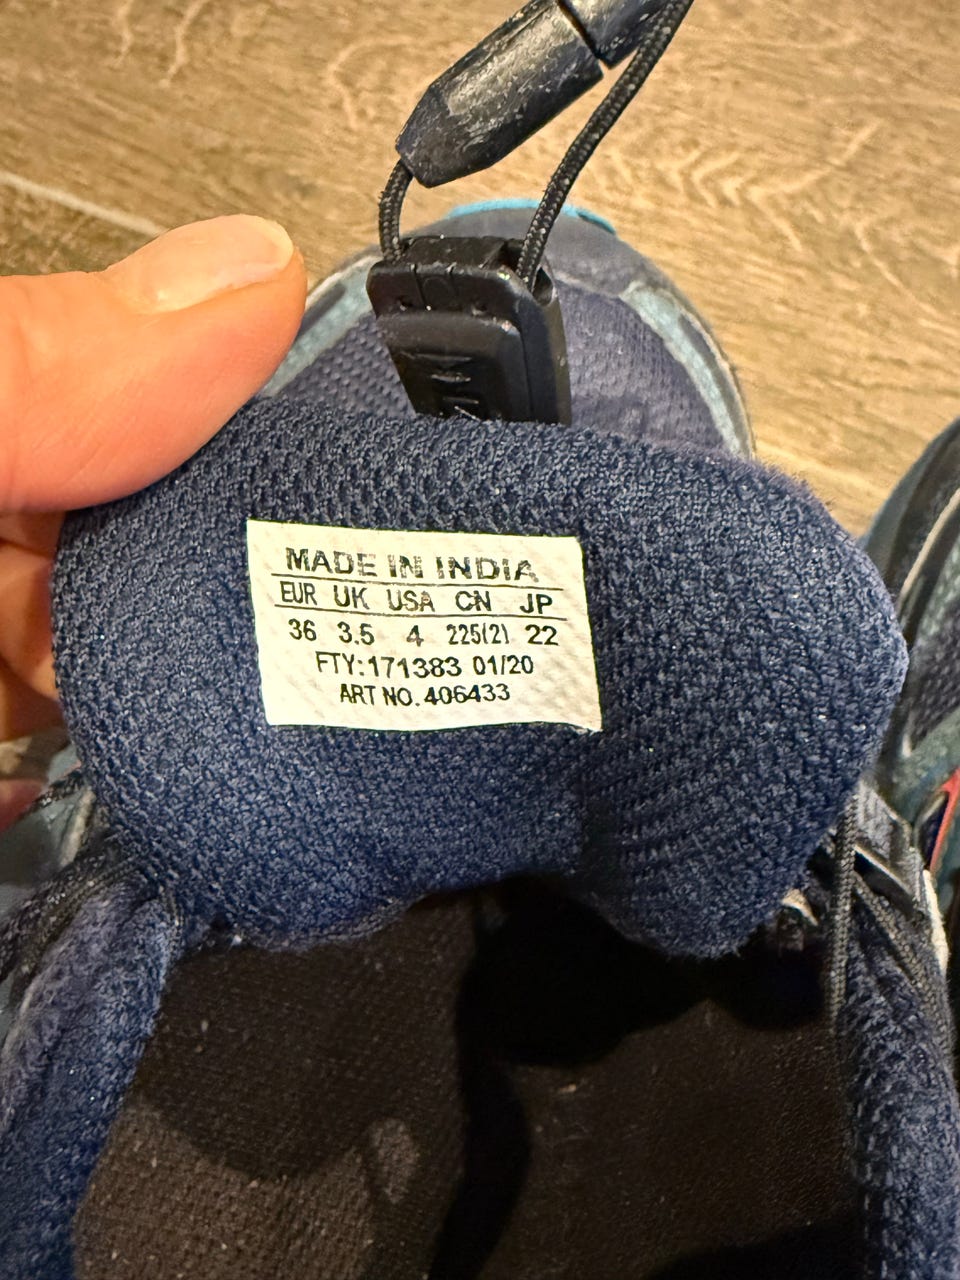 MADE IN INDIA
EUR UK USA CN JP
36 3.5 4 225(2) 22
FTY:171383 01/20
ART NO. 406433